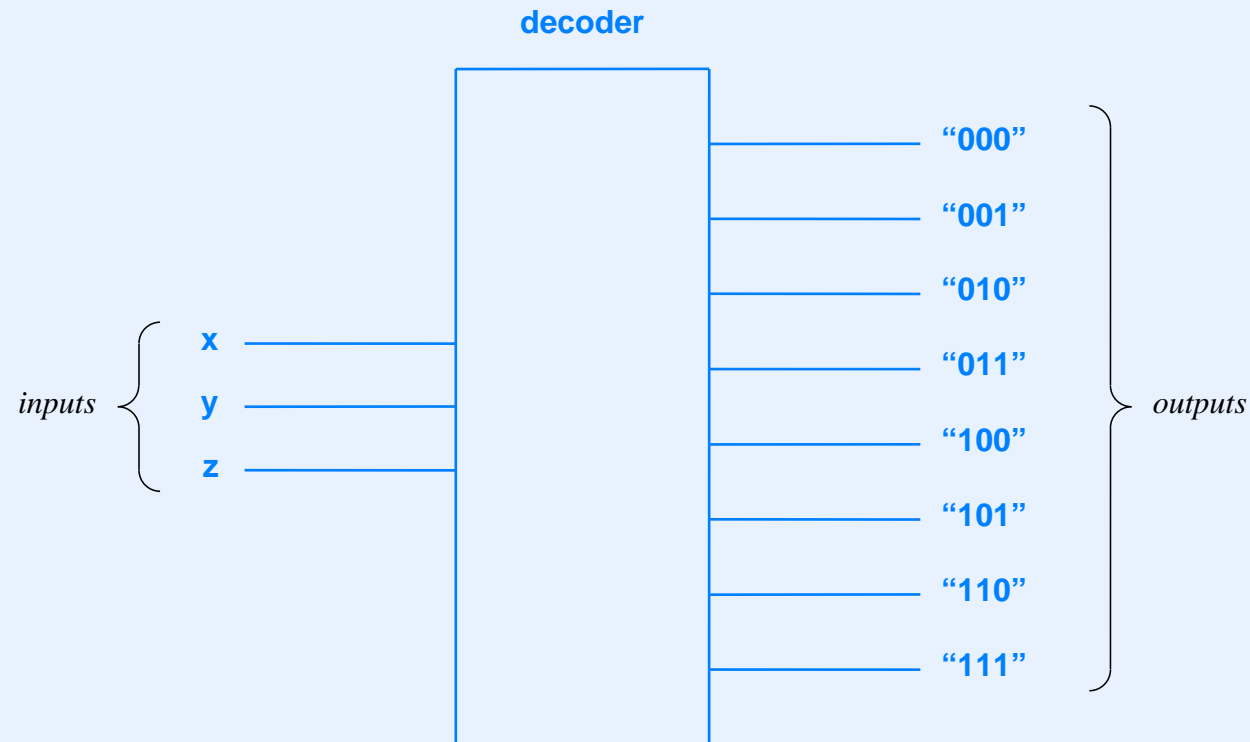 decoder
“000”
“001”
“010”
x
“011”
inputs
y
outputs
“100”
z
“101”
“110”
“111”